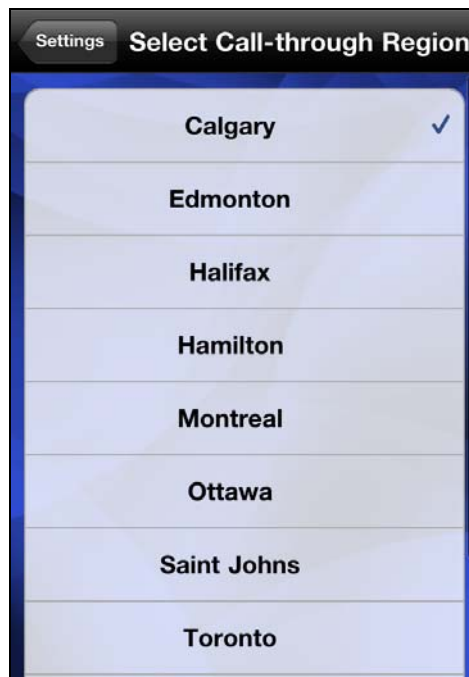 Settings Select Call-through Region
Calgary
Edmonton
Halifax
Hamilton
Montreal
Ottawa
Saint Johns
Toronto